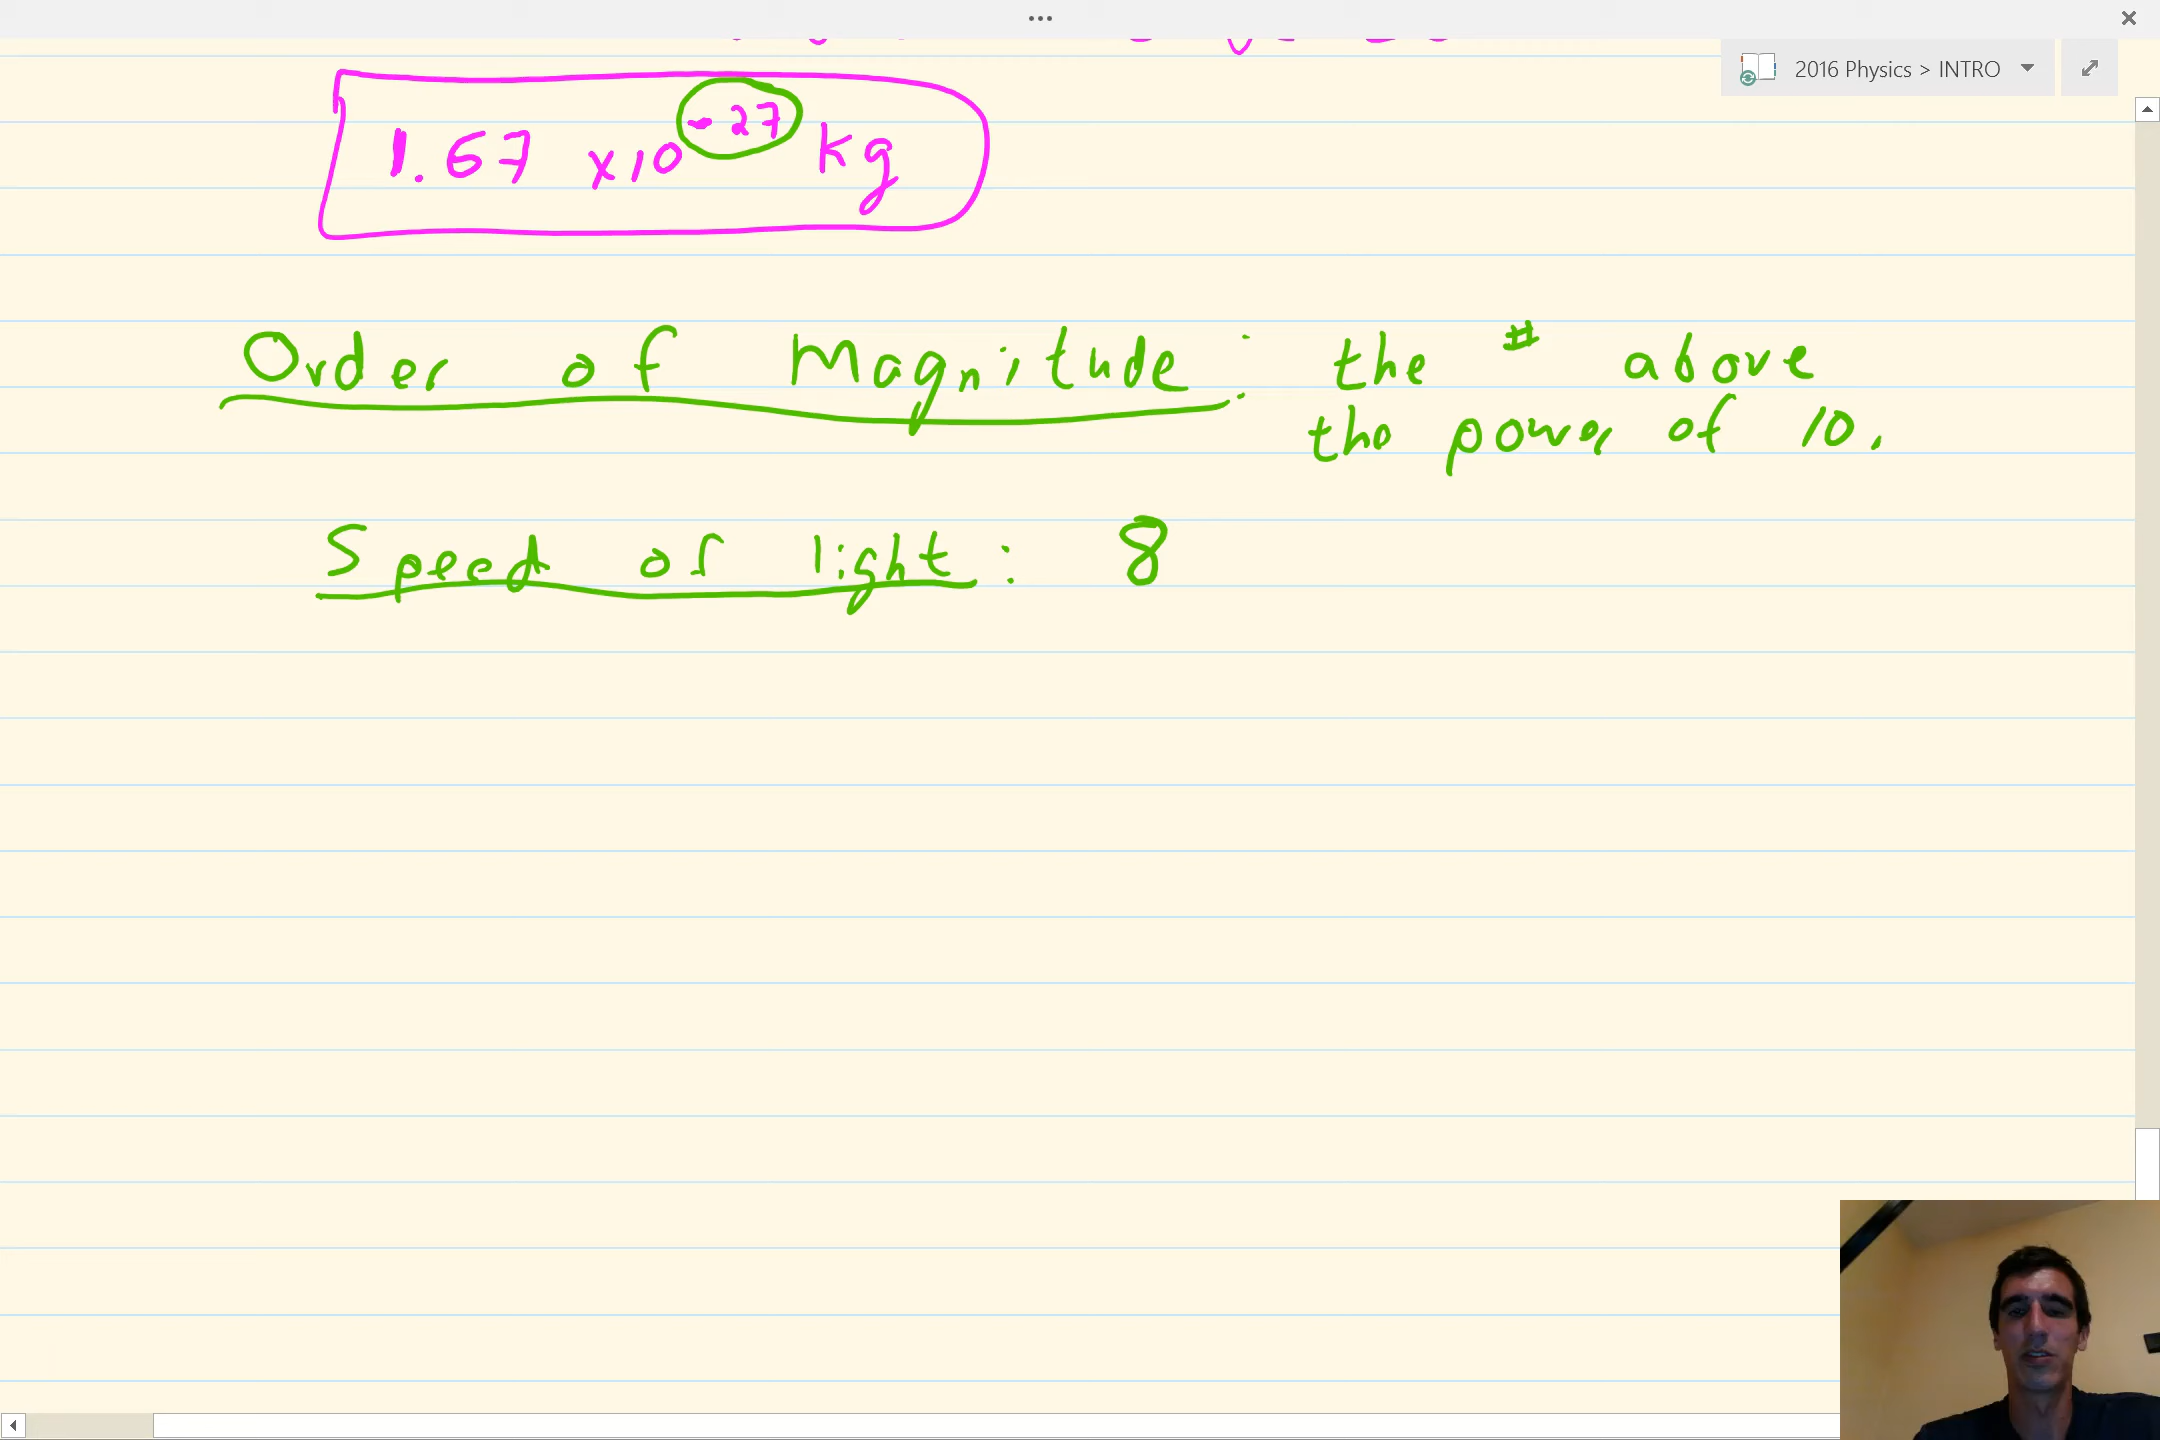 2016 Physics > INTRO
1.67 x10^-27 kg
Order of Magnitude: the # above
the power of 10.
Speed of light: 8